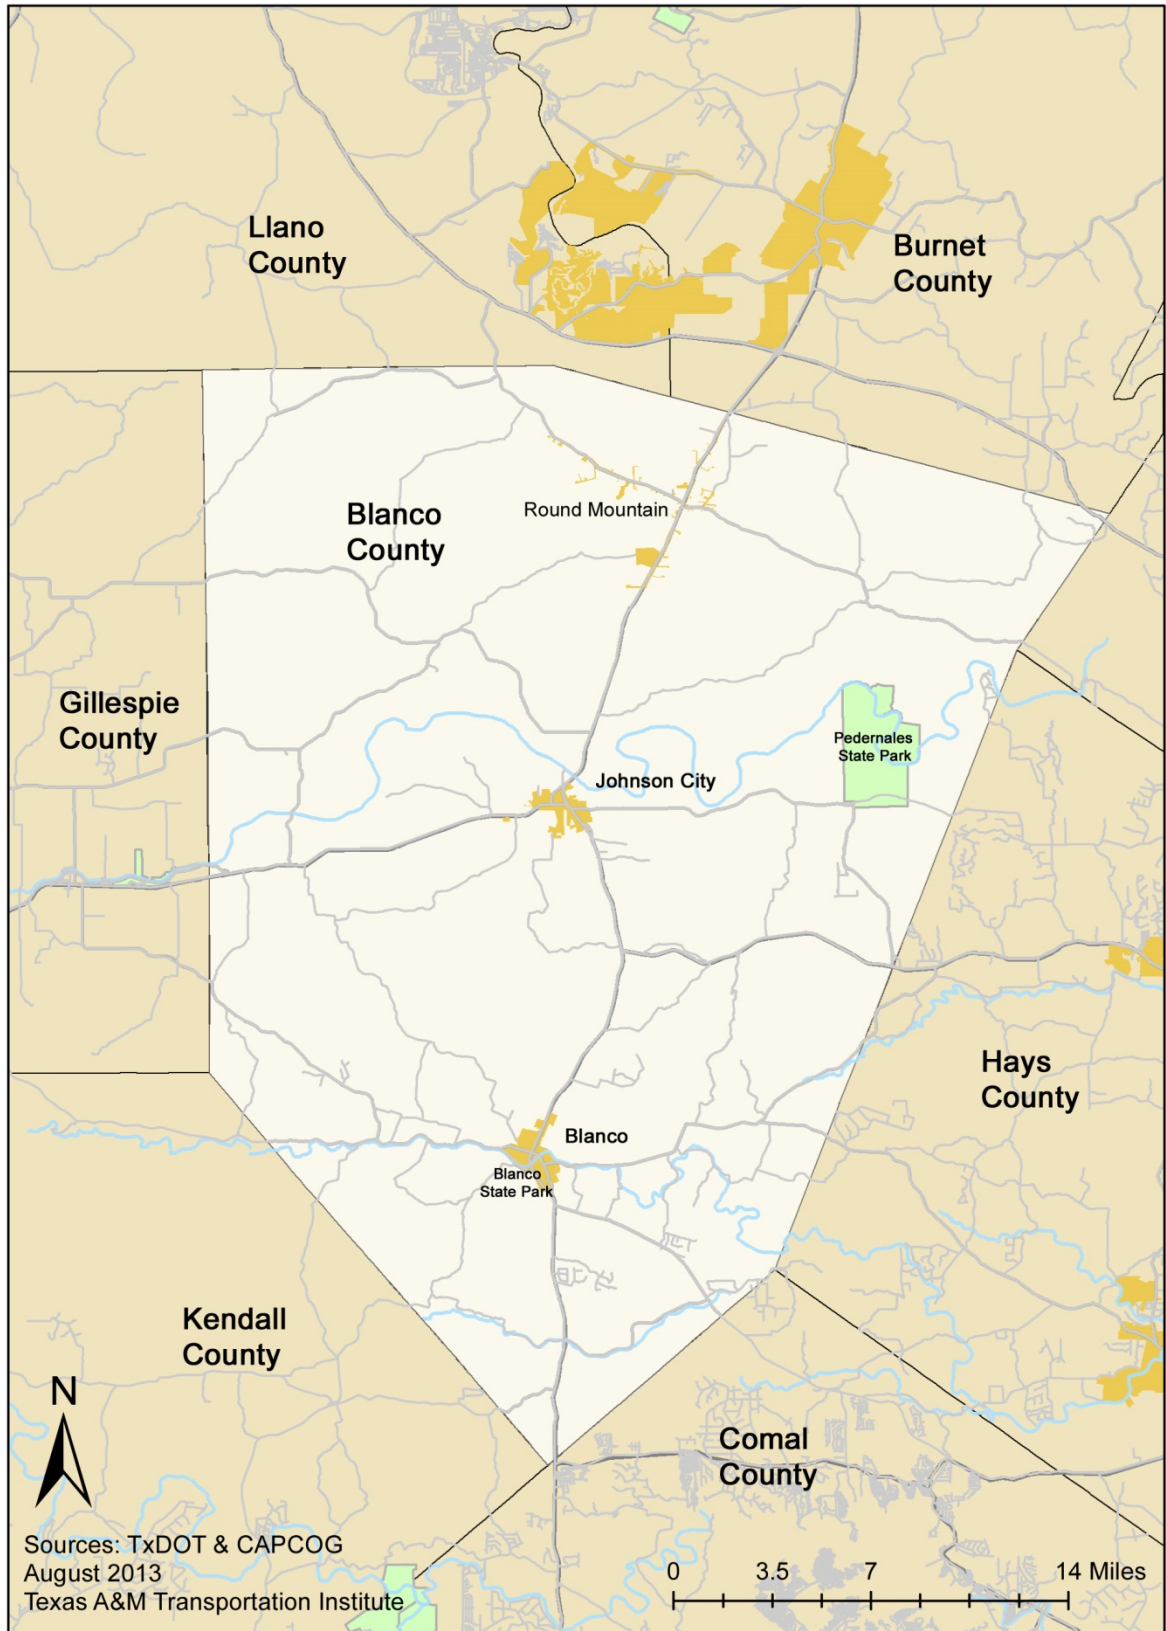 Llano
County
Burnet
County
Blanco
County
Round Mountain
Gillespie
County
Pedernales
State Park
Johnson City
Hays
County
Blanco
Blanco
State Park
Kendall
County
N
Comal
County
Sources: TxDOT & CAPCOG
August 2013
Texas A&M Transportation Institute
0 3.5 7 14 Miles